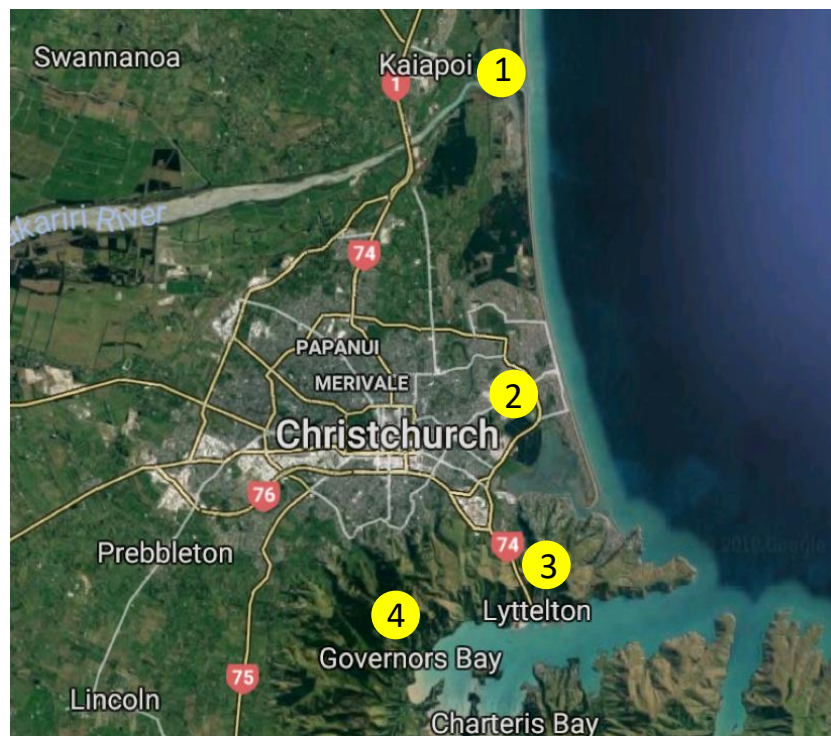 Swannanoa
Kaiapoi
1
1
akariri River
74
PAPANUI
MERIVALE
2
Christchurch
76
Prebbleton
74
3
Lyttelton
4
Governors Bay
75
Lincoln
Charteris Bay